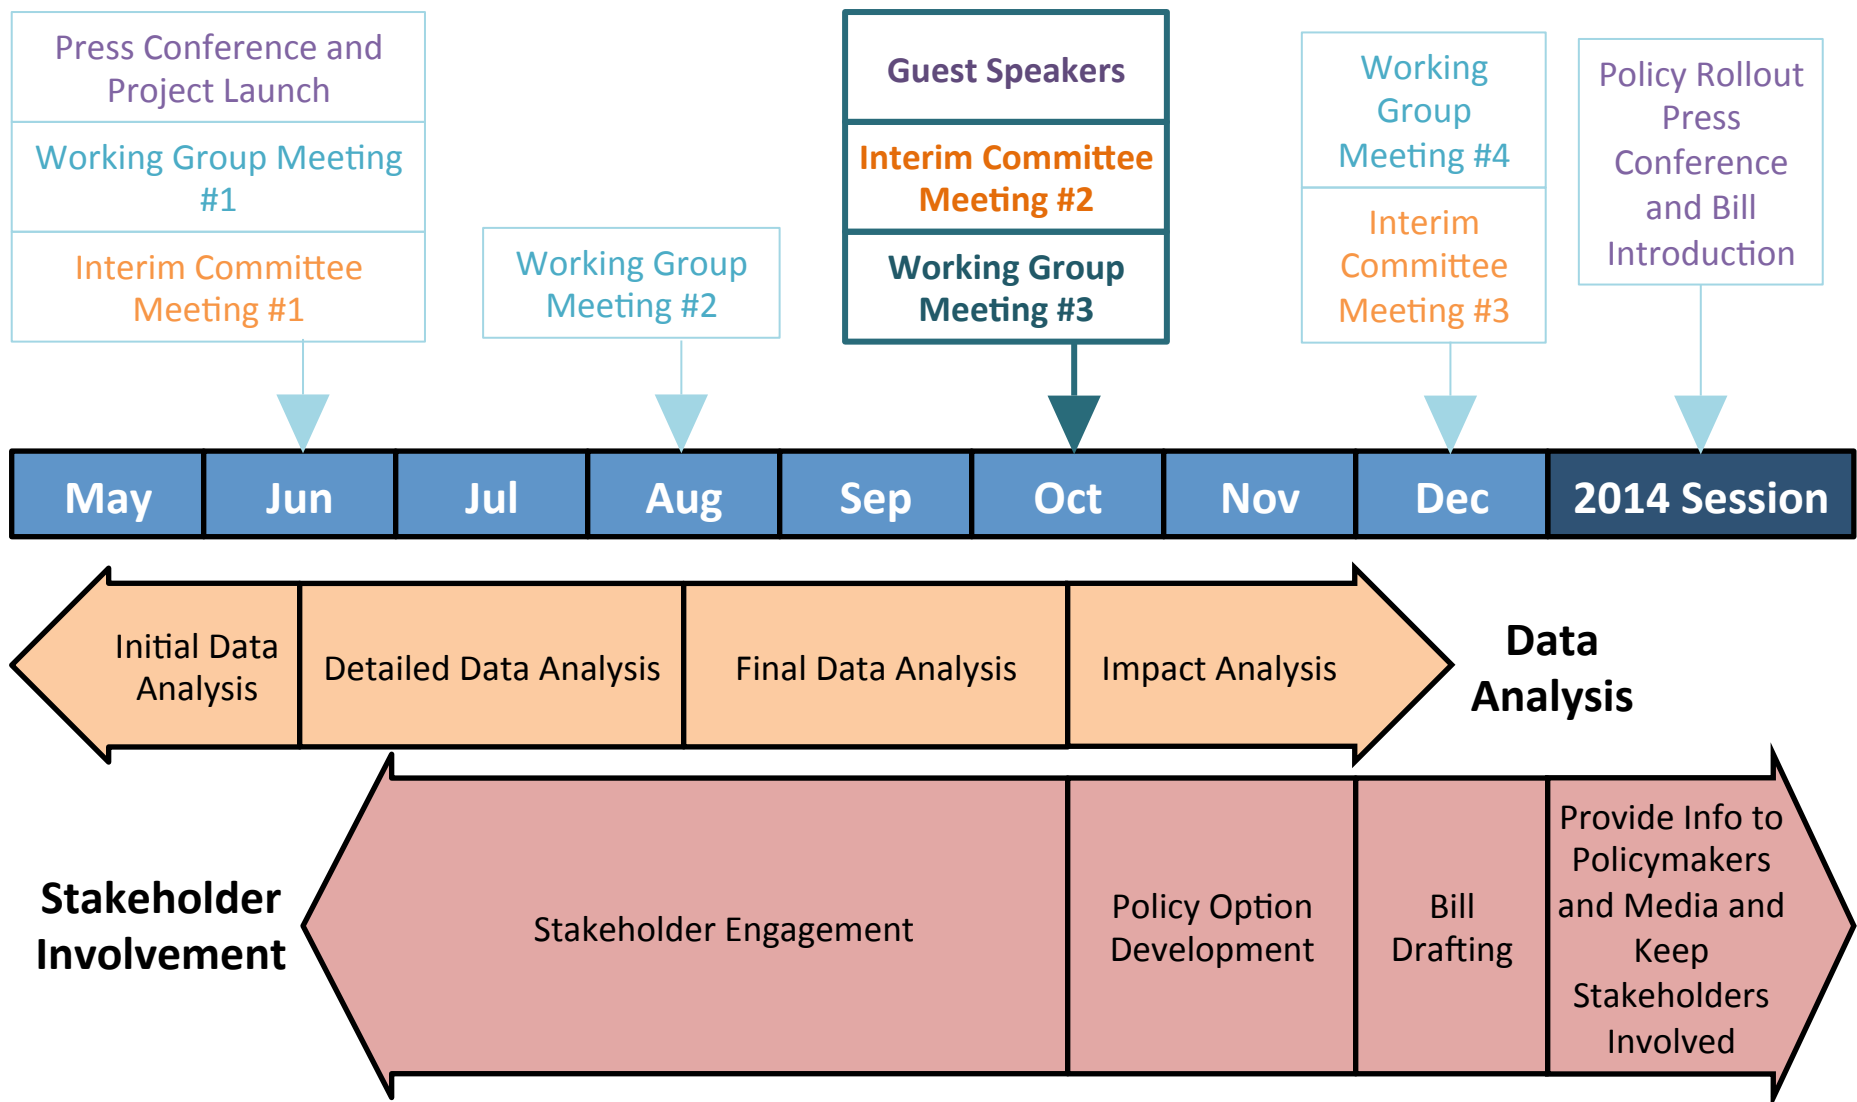 Press Conference and
Project Launch
Working Group Meeting
#1
Interim Committee
Meeting #1
Working Group
Meeting #2
Guest Speakers
Interim Committee
Meeting #2
Working Group
Meeting #3
Working
Group
Meeting #4
Interim
Committee
Meeting #3
Policy Rollout
Press
Conference
and Bill
Introduction
May
Jun
Jul
Aug
Sep
Oct
Nov
Dec
2014 Session
Initial Data
Analysis
Detailed Data Analysis
Final Data Analysis
Impact Analysis
Data
Analysis
Stakeholder
Involvement
Stakeholder Engagement
Policy Option
Development
Bill
Drafting
Provide Info to
Policymakers
and Media and
Keep
Stakeholders
Involved